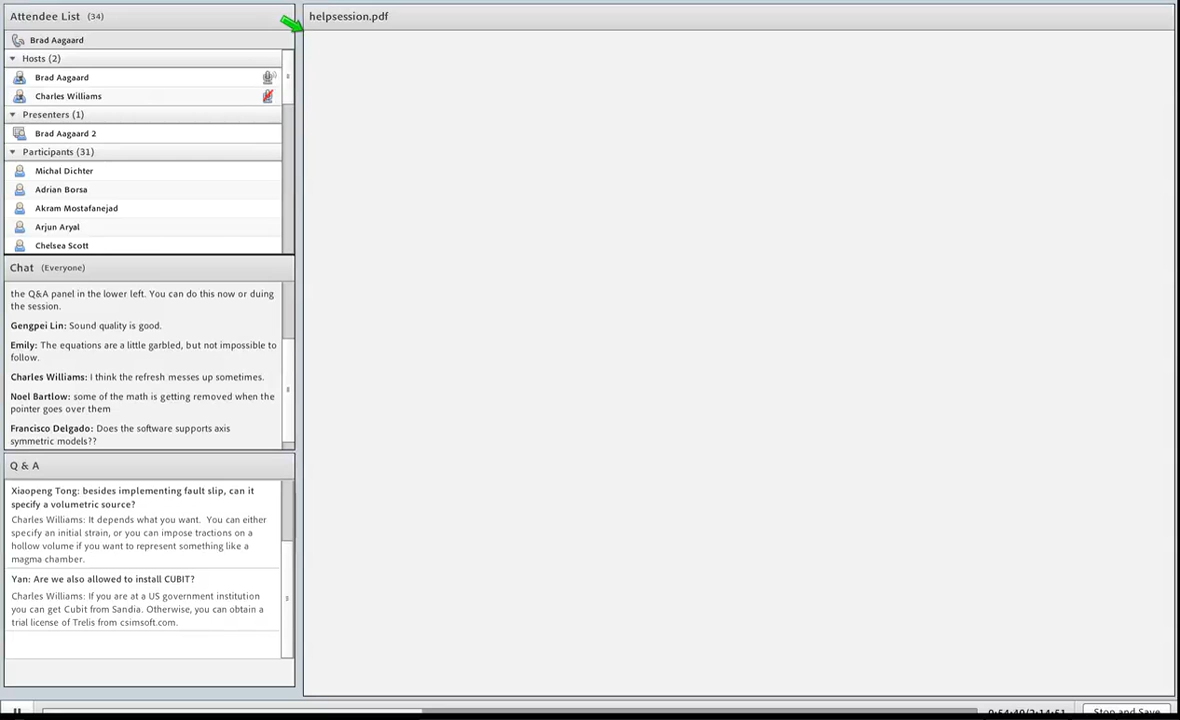 Attendee List (34)
Brad Aagaard
Hosts (2)
Brad Aagaard
Charles Williams
Presenters (1)
Brad Aagaard 2
Participants (31)
Michal Dichter
Adrian Borsa
Akram Mostafanejad
Arjun Aryal
Chelsea Scott
Chat (Everyone)
the Q&A panel in the lower left. You can do this now or duing
the session.
Gengpei Lin: Sound quality is good.
Emily: The equations are a little garbled, but not impossible to
follow.
Charles Williams: I think the refresh messes up sometimes.
Noel Bartlow: some of the math is getting removed when the
pointer goes over them
Francisco Delgado: Does the software supports axis
symmetric models??
Q & A
Xiaopeng Tong: besides implementing fault slip, can it
specify a volumetric source?
Charles Williams: It depends what you want. You can either
specify an initial strain, or you can impose tractions on a
hollow volume if you want to represent something like a
magma chamber.
Yan: Are we also allowed to install CUBIT?
Charles Williams: If you are at a US government institution
you can get Cubit from Sandia. Otherwise, you can obtain a
trial license of Trelis from csimsoft.com.
helpsession.pdf
Stop and Save